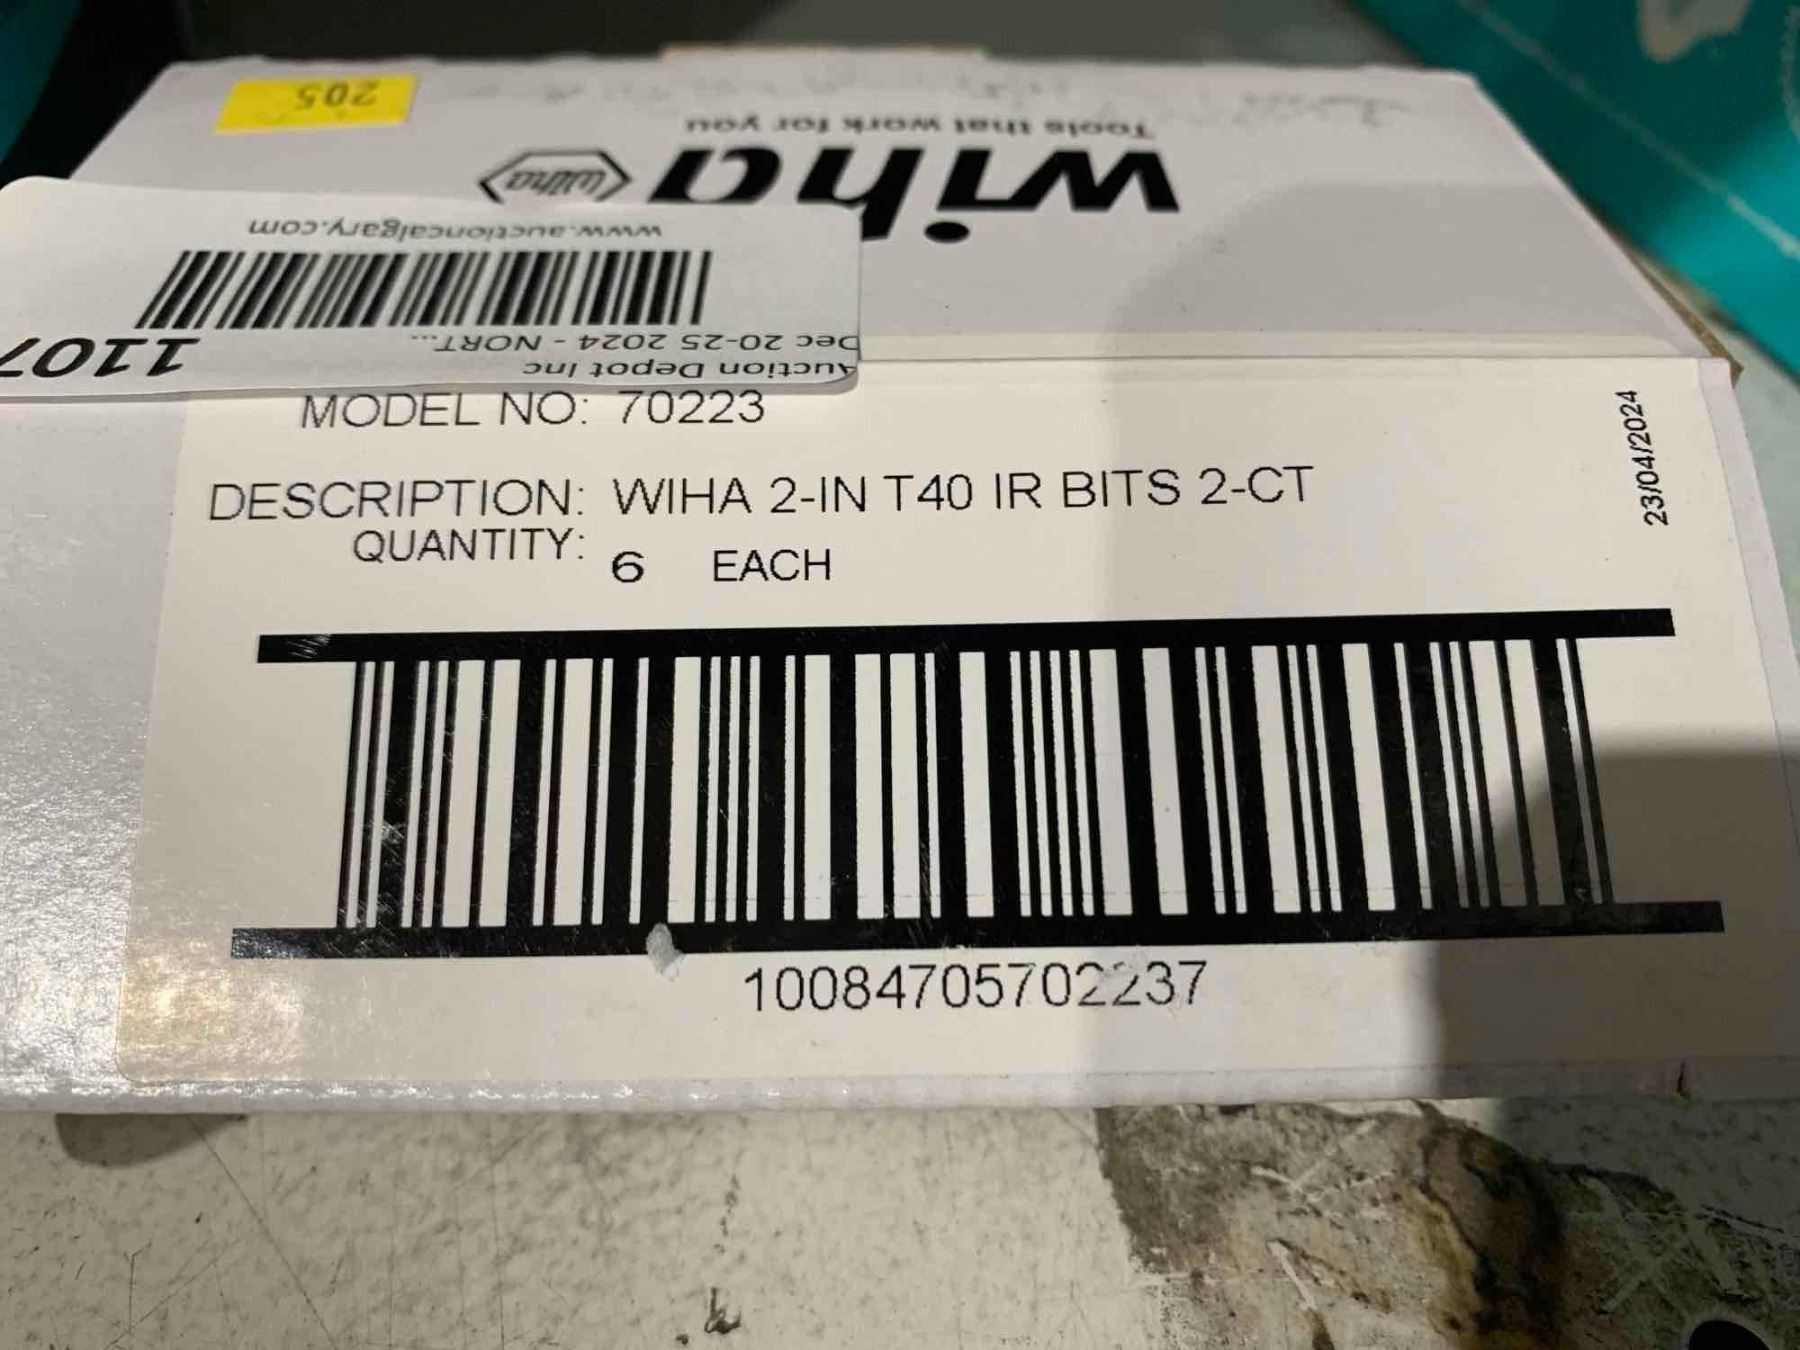 205
Tools that work for you
wiha
wiha
www.auctioncalgary.com
1107
Dec 20-25 2024 - NORT...
Auction Depot Inc
MODEL NO: 70223
DESCRIPTION: WIHA 2-IN T40 IR BITS 2-CT
QUANTITY: 6 EACH
23/04/2024
10084705702237